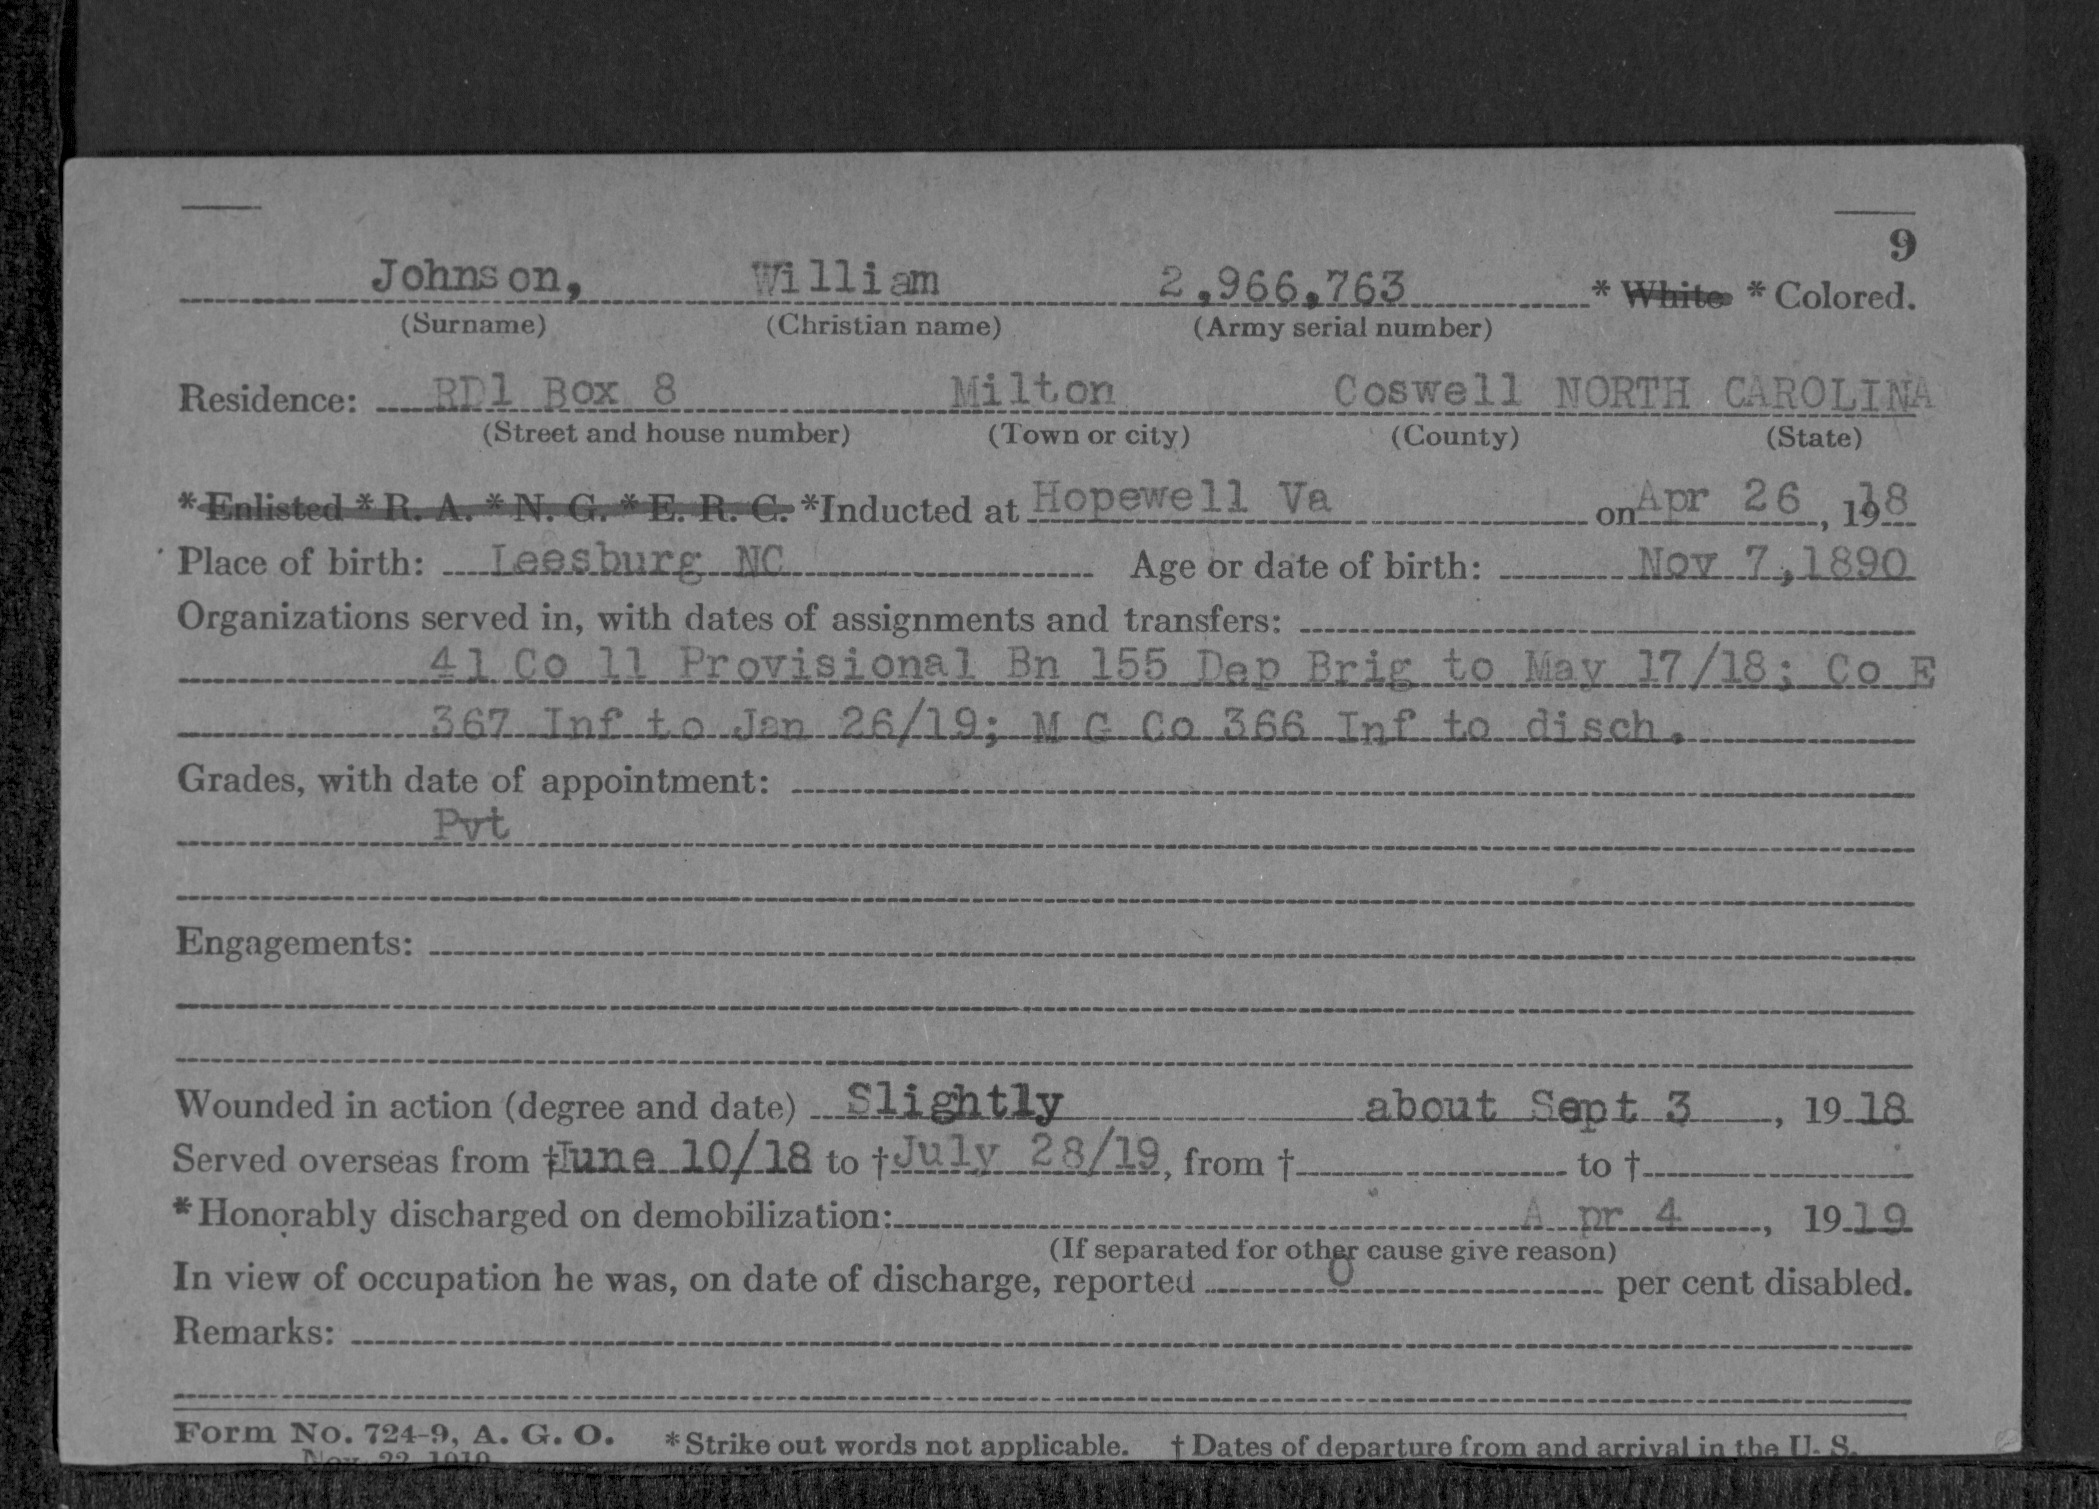 9
Johnson, William 2,966,763 * White * Colored.
(Surname) (Christian name) (Army serial number)
Residence: RD1 Box 8 Milton Coswell NORTH CAROLINA
(Street and house number) (Town or city) (County) (State)
*Enlisted *R. A. *N. G. *E. R. C. *Inducted at Hopewell Va on Apr 26, 1918
Place of birth: Leesburg NC Age or date of birth: Nov 7,1890
Organizations served in, with dates of assignments and transfers:
41 Co 11 Provisional Bn 155 Dep Brig to May 17/18; Co E
367 Inf to Jan 26/19; M G Co 366 Inf to disch.
Grades, with date of appointment:
Pvt
Engagements:
Wounded in action (degree and date) Slightly about Sept 3, 1918
Served overseas from †June 10/18 to †July 28/19, from † to †
*Honorably discharged on demobilization: A pr 4, 1919
(If separated for other cause give reason)
In view of occupation he was, on date of discharge, reported 0 per cent disabled.
Remarks:
Form No. 724-9, A. G. O. *Strike out words not applicable. † Dates of departure from and arrival in the U. S.
Nov. 22 1919